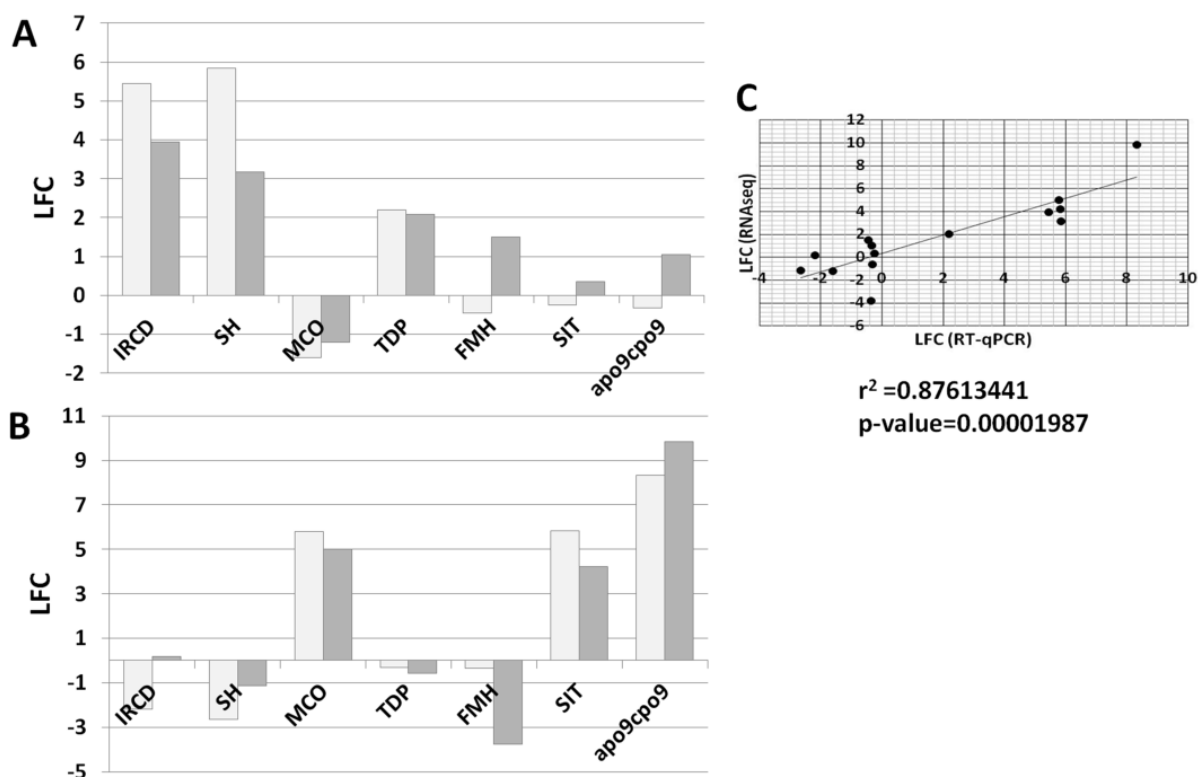 A
LFC
7
6
5
4
3
2
1
0
-1
-2
IRCD
SH
MCO
TDP
FMH
SIT
apo9cpo9
B
LFC
11
9
7
5
3
1
-1
-3
-5
IRCD
SH
MCO
TDP
FMH
SIT
apo9cpo9
C
LFC (RNAseq)
12
10
8
6
4
2
0
-2
-4
-6
-4 -2 0 2 4 6 8 10
LFC (RT-qPCR)
r² =0.87613441
p-value=0.00001987